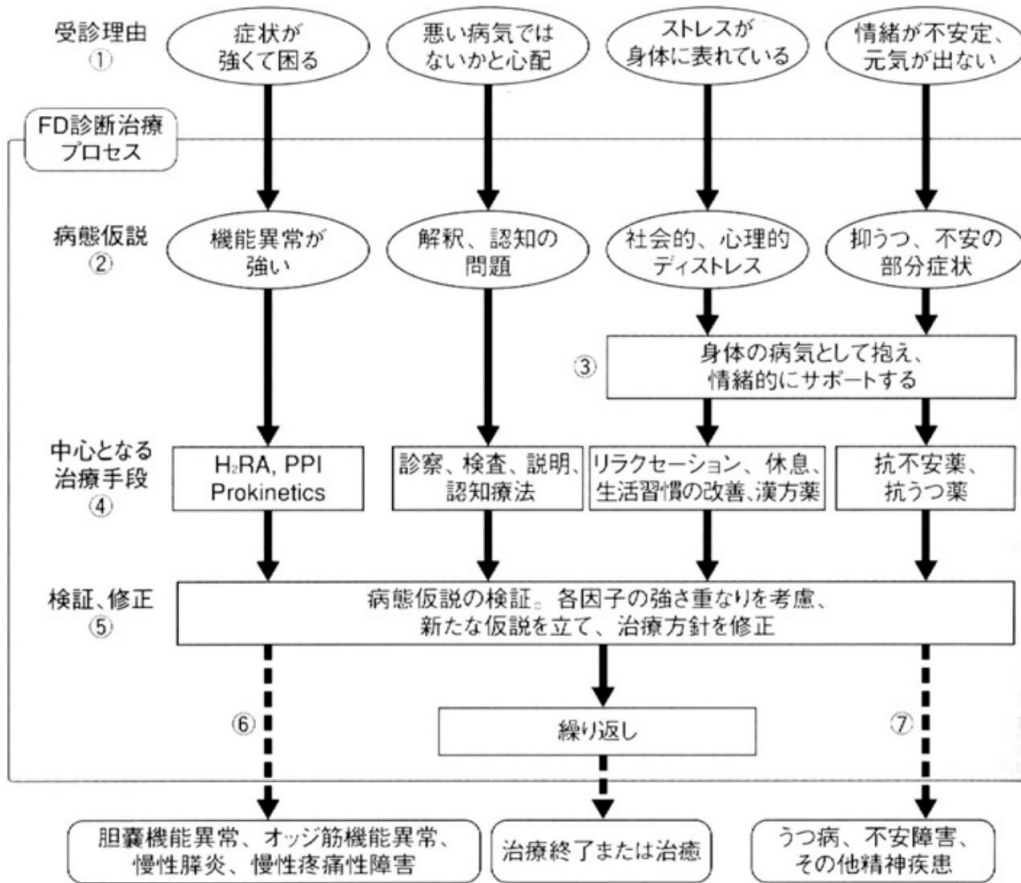 受診理由
①
症状が
強くて困る
悪い病気では
ないかと心配
ストレスが
身体に表れている
情緒が不安定、
元気が出ない
FD診断治療
プロセス
病態仮説
②
機能異常が
強い
解釈、認知の
問題
社会的、心理的
ディストレス
抑うつ、不安の
部分症状
③
身体の病気として抱え、
情緒的にサポートする
中心となる
治療手段
④
H₂RA, PPI
Prokinetics
診察、検査、説明、
認知療法
リラクセーション、休息、
生活習慣の改善、漢方薬
抗不安薬、
抗うつ薬
検証、修正
⑤
病態仮説の検証。各因子の強さ重なりを考慮、
新たな仮説を立て、治療方針を修正
⑥
繰り返し
⑦
胆嚢機能異常、オッジ筋機能異常、
慢性膵炎、慢性疼痛性障害
治療終了または治癒
うつ病、不安障害、
その他精神疾患